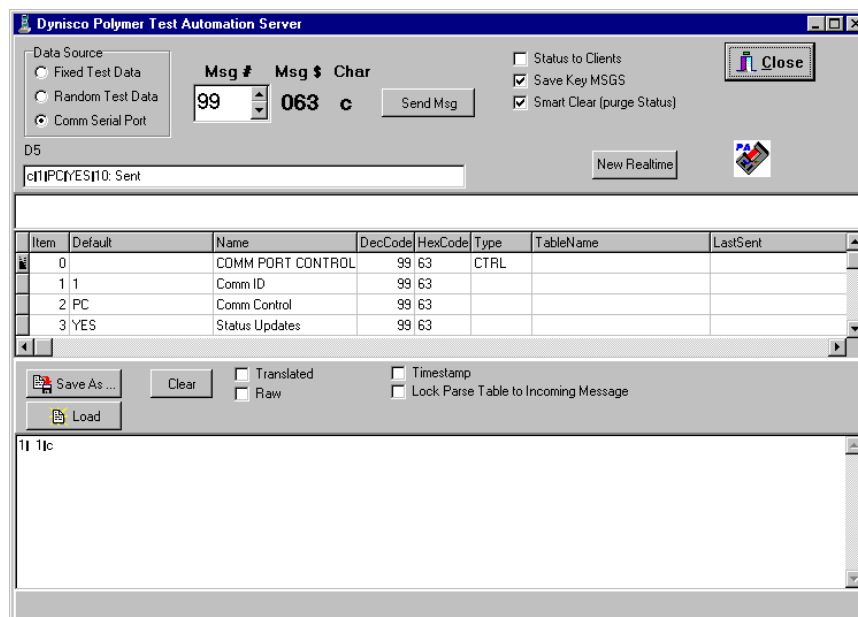 Dynisco Polymer Test Automation Server
Data Source
Fixed Test Data
Random Test Data
Comm Serial Port
Msg # Msg $ Char
99 063 c
Send Msg
Status to Clients
Save Key MSGS
Smart Clear (purge Status)
Close
D5
c|1|PC|YES|10: Sent
New Realtime
PA
Item Default Name DecCode HexCode Type TableName LastSent
0 COMM PORT CONTROL 99 63 CTRL
1 1 Comm ID 99 63
2 PC Comm Control 99 63
3 YES Status Updates 99 63
Save As ...
Clear
Translated
Raw
Timestamp
Lock Parse Table to Incoming Message
Load
1| 1|c